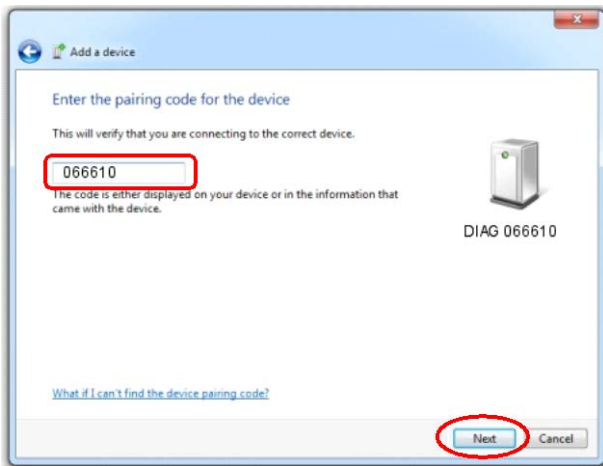 Add a device
Enter the pairing code for the device
This will verify that you are connecting to the correct device.
066610
The code is either displayed on your device or in the information that
came with the device.
DIAG 066610
What if I can't find the device pairing code?
Next
Cancel